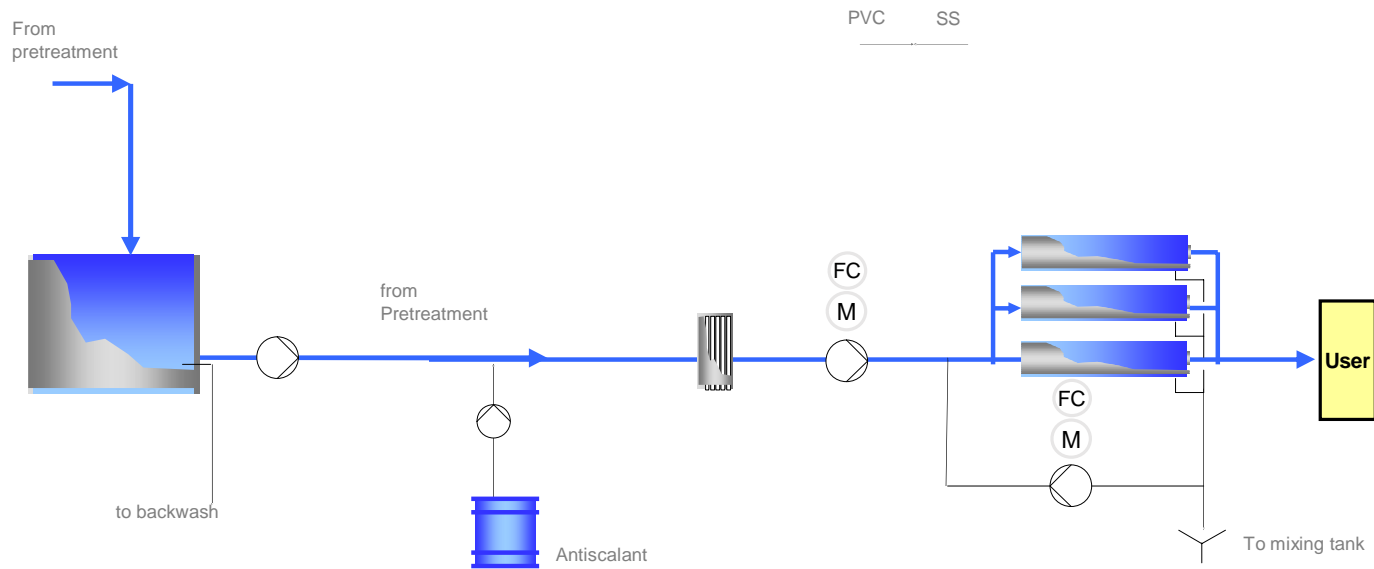 From
pretreatment
PVC SS
from
Pretreatment
FC
M
User
FC
M
to backwash
Antiscalant
To mixing tank